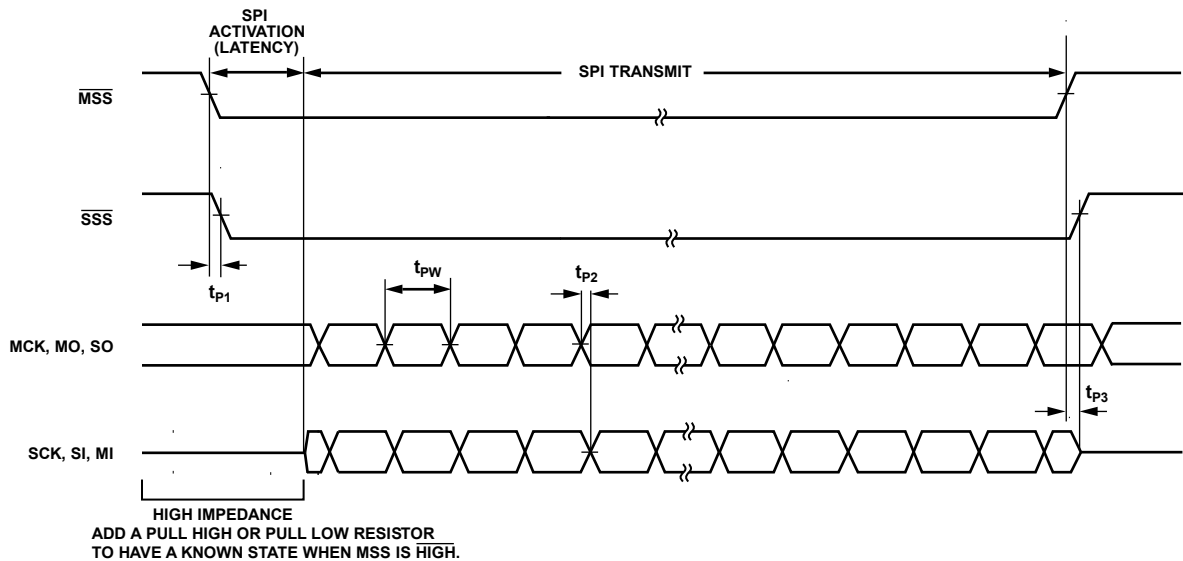 SPI
ACTIVATION
(LATENCY)
SPI TRANSMIT
MSS
SSS
tP1
tPW
tP2
MCK, MO, SO
tP3
SCK, SI, MI
HIGH IMPEDANCE
ADD A PULL HIGH OR PULL LOW RESISTOR
TO HAVE A KNOWN STATE WHEN MSS IS HIGH.